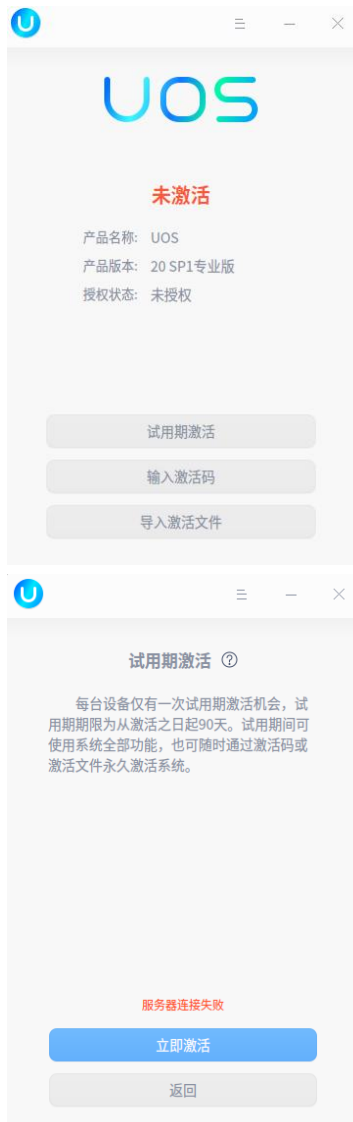 UOS
未激活
产品名称: UOS
产品版本: 20 SP1专业版
授权状态: 未授权
试用期激活
输入激活码
导入激活文件
试用期激活 ?
每台设备仅有一次试用期激活机会，试
用期期限为从激活之日起90天。试用期间可
使用系统全部功能，也可随时通过激活码或
激活文件永久激活系统。
服务器连接失败
立即激活
返回